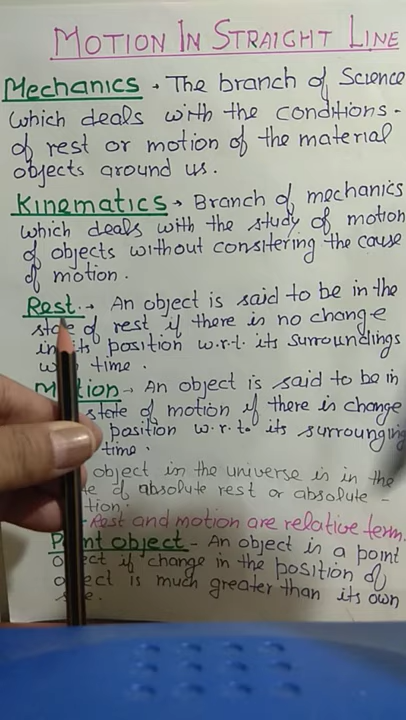 MOTION IN STRAIGHT LINE
Mechanics - The branch of Science
which deals with the conditions -
of rest or motion of the material
objects around us.
Kinematics → Branch of mechanics
which deals with the study of motion
of objects without consitering the cause
of motion.
Rest → An object is said to be in the
state of rest if there is no change
in its position w.r.t. its surroundings
with time.
Motion - An object is said to be in
state of motion if there is change
position w.r.to its surrounging
time.
object in the universe is in the
of absolute rest or absolute -
tion.
Rest and motion are relative term.
Point object - An object is a point
object if change in the position of
object is much greater than its own